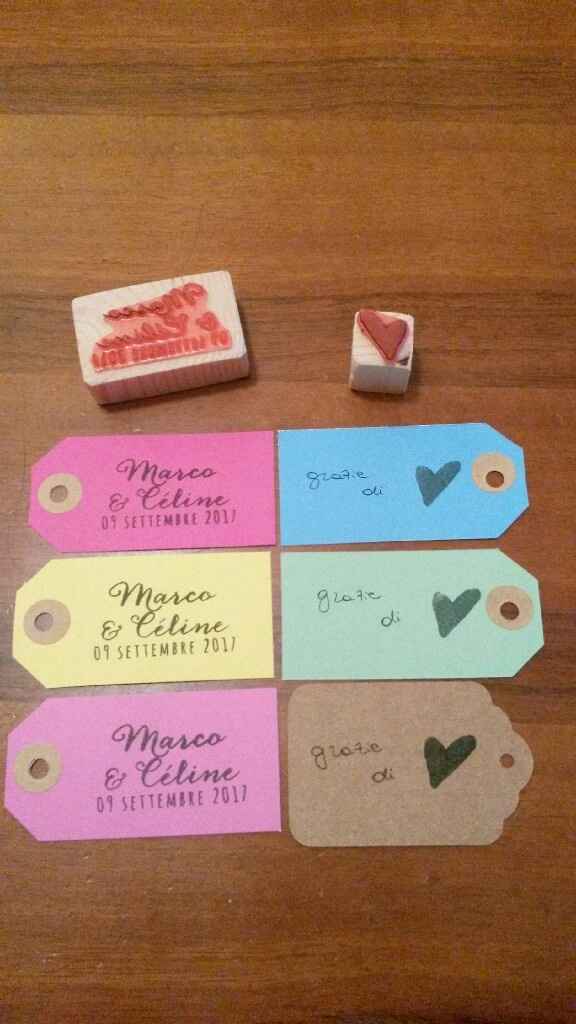 Marco
& Céline
09 SETTEMBRE 2017
grazie
di
Marco
& Céline
09 SETTEMBRE 2017
grazie
di
Marco
& Céline
09 SETTEMBRE 2017
grazie
di